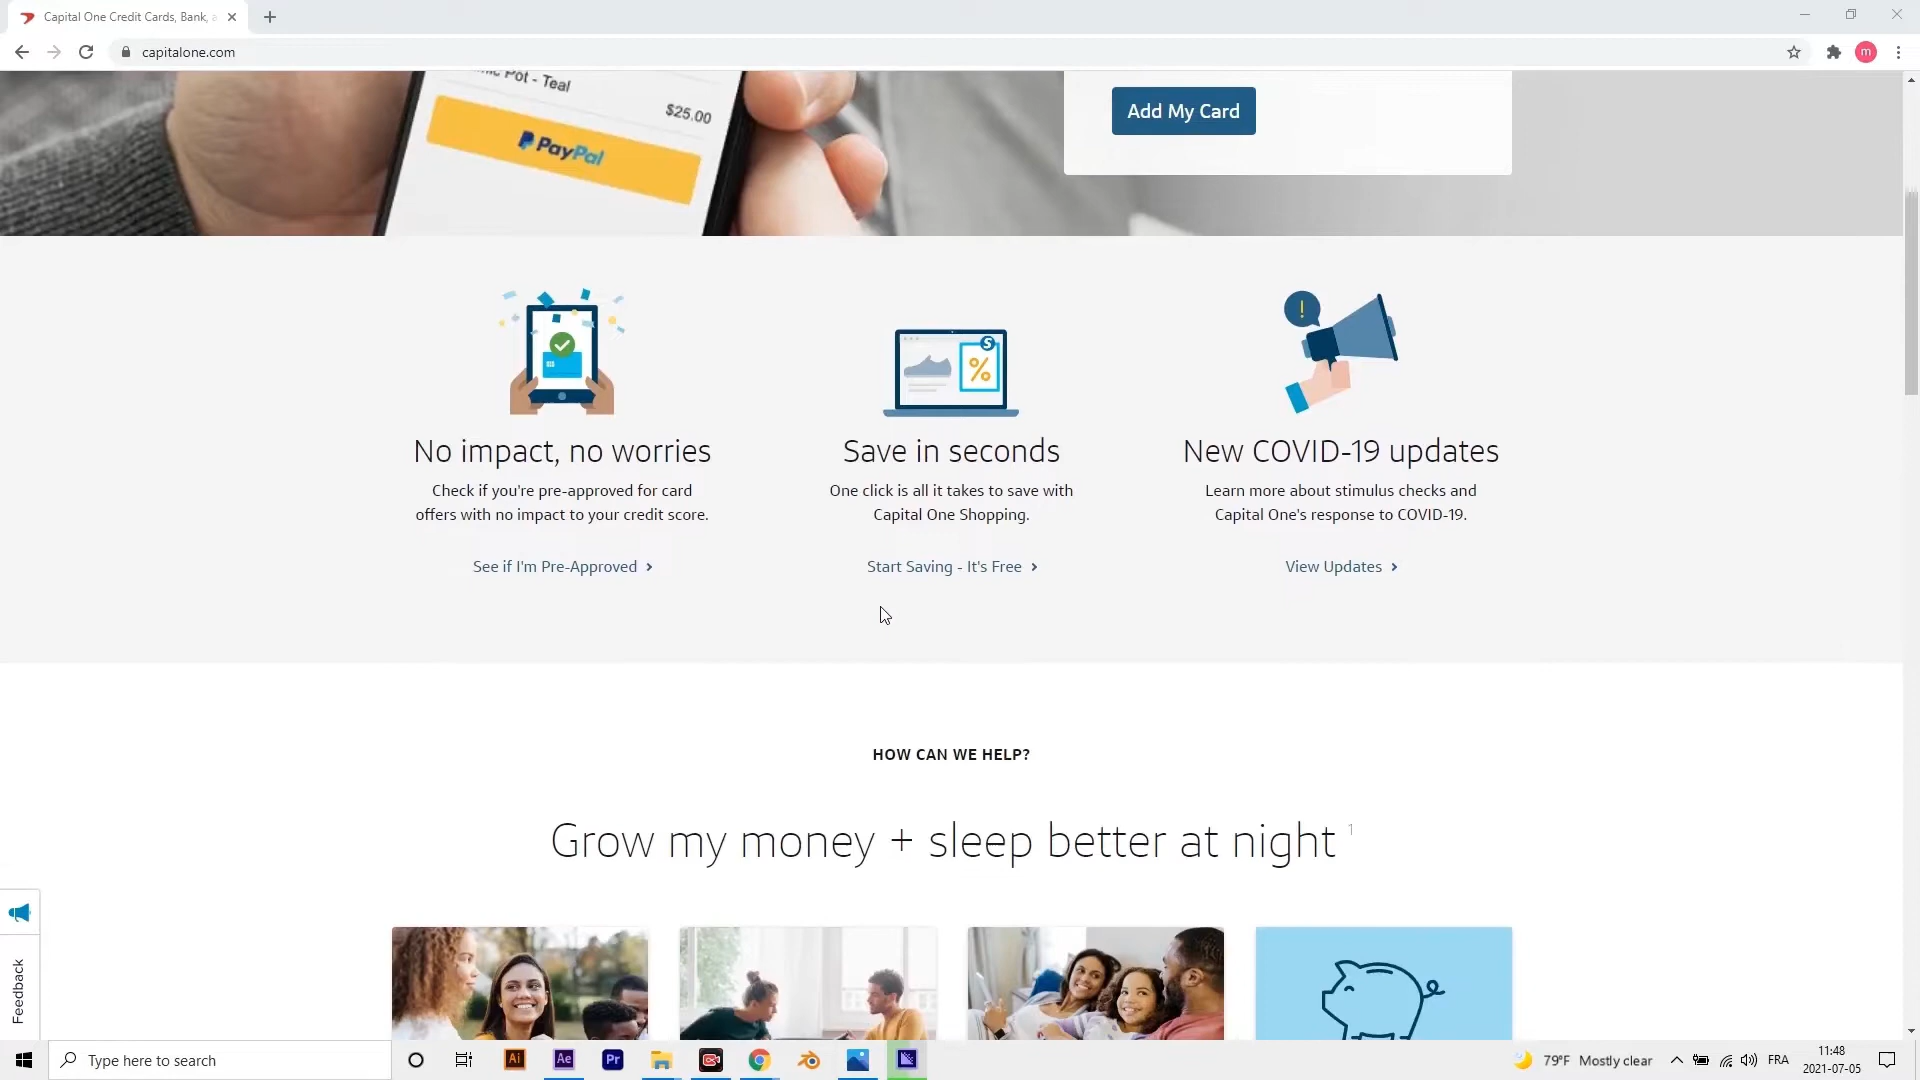 Capital One Credit Cards, Bank, a
capitalone.com
m
Pot - Teal
$25.00
PayPal
Add My Card
No impact, no worries
Check if you're pre-approved for card
offers with no impact to your credit score.
See if I'm Pre-Approved
Save in seconds
One click is all it takes to save with
Capital One Shopping.
Start Saving - It's Free
New COVID-19 updates
Learn more about stimulus checks and
Capital One's response to COVID-19.
View Updates
HOW CAN WE HELP?
Grow my money + sleep better at night 1
Feedback
Type here to search
Ai
Ae
Pr
79°F Mostly clear
FRA
11:48
2021-07-05